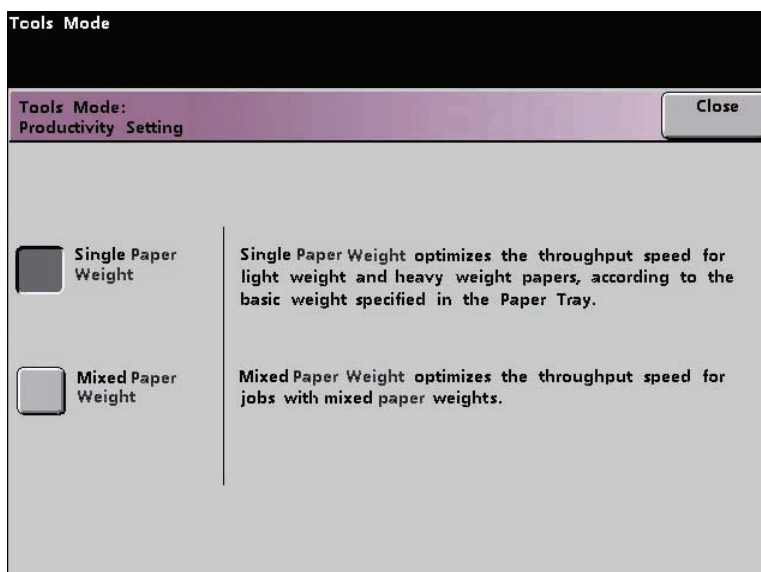 Tools Mode
Tools Mode:
Productivity Setting
Close
Single Paper
Weight
Single Paper Weight optimizes the throughput speed for
light weight and heavy weight papers, according to the
basic weight specified in the Paper Tray.
Mixed Paper
Weight
Mixed Paper Weight optimizes the throughput speed for
jobs with mixed paper weights.